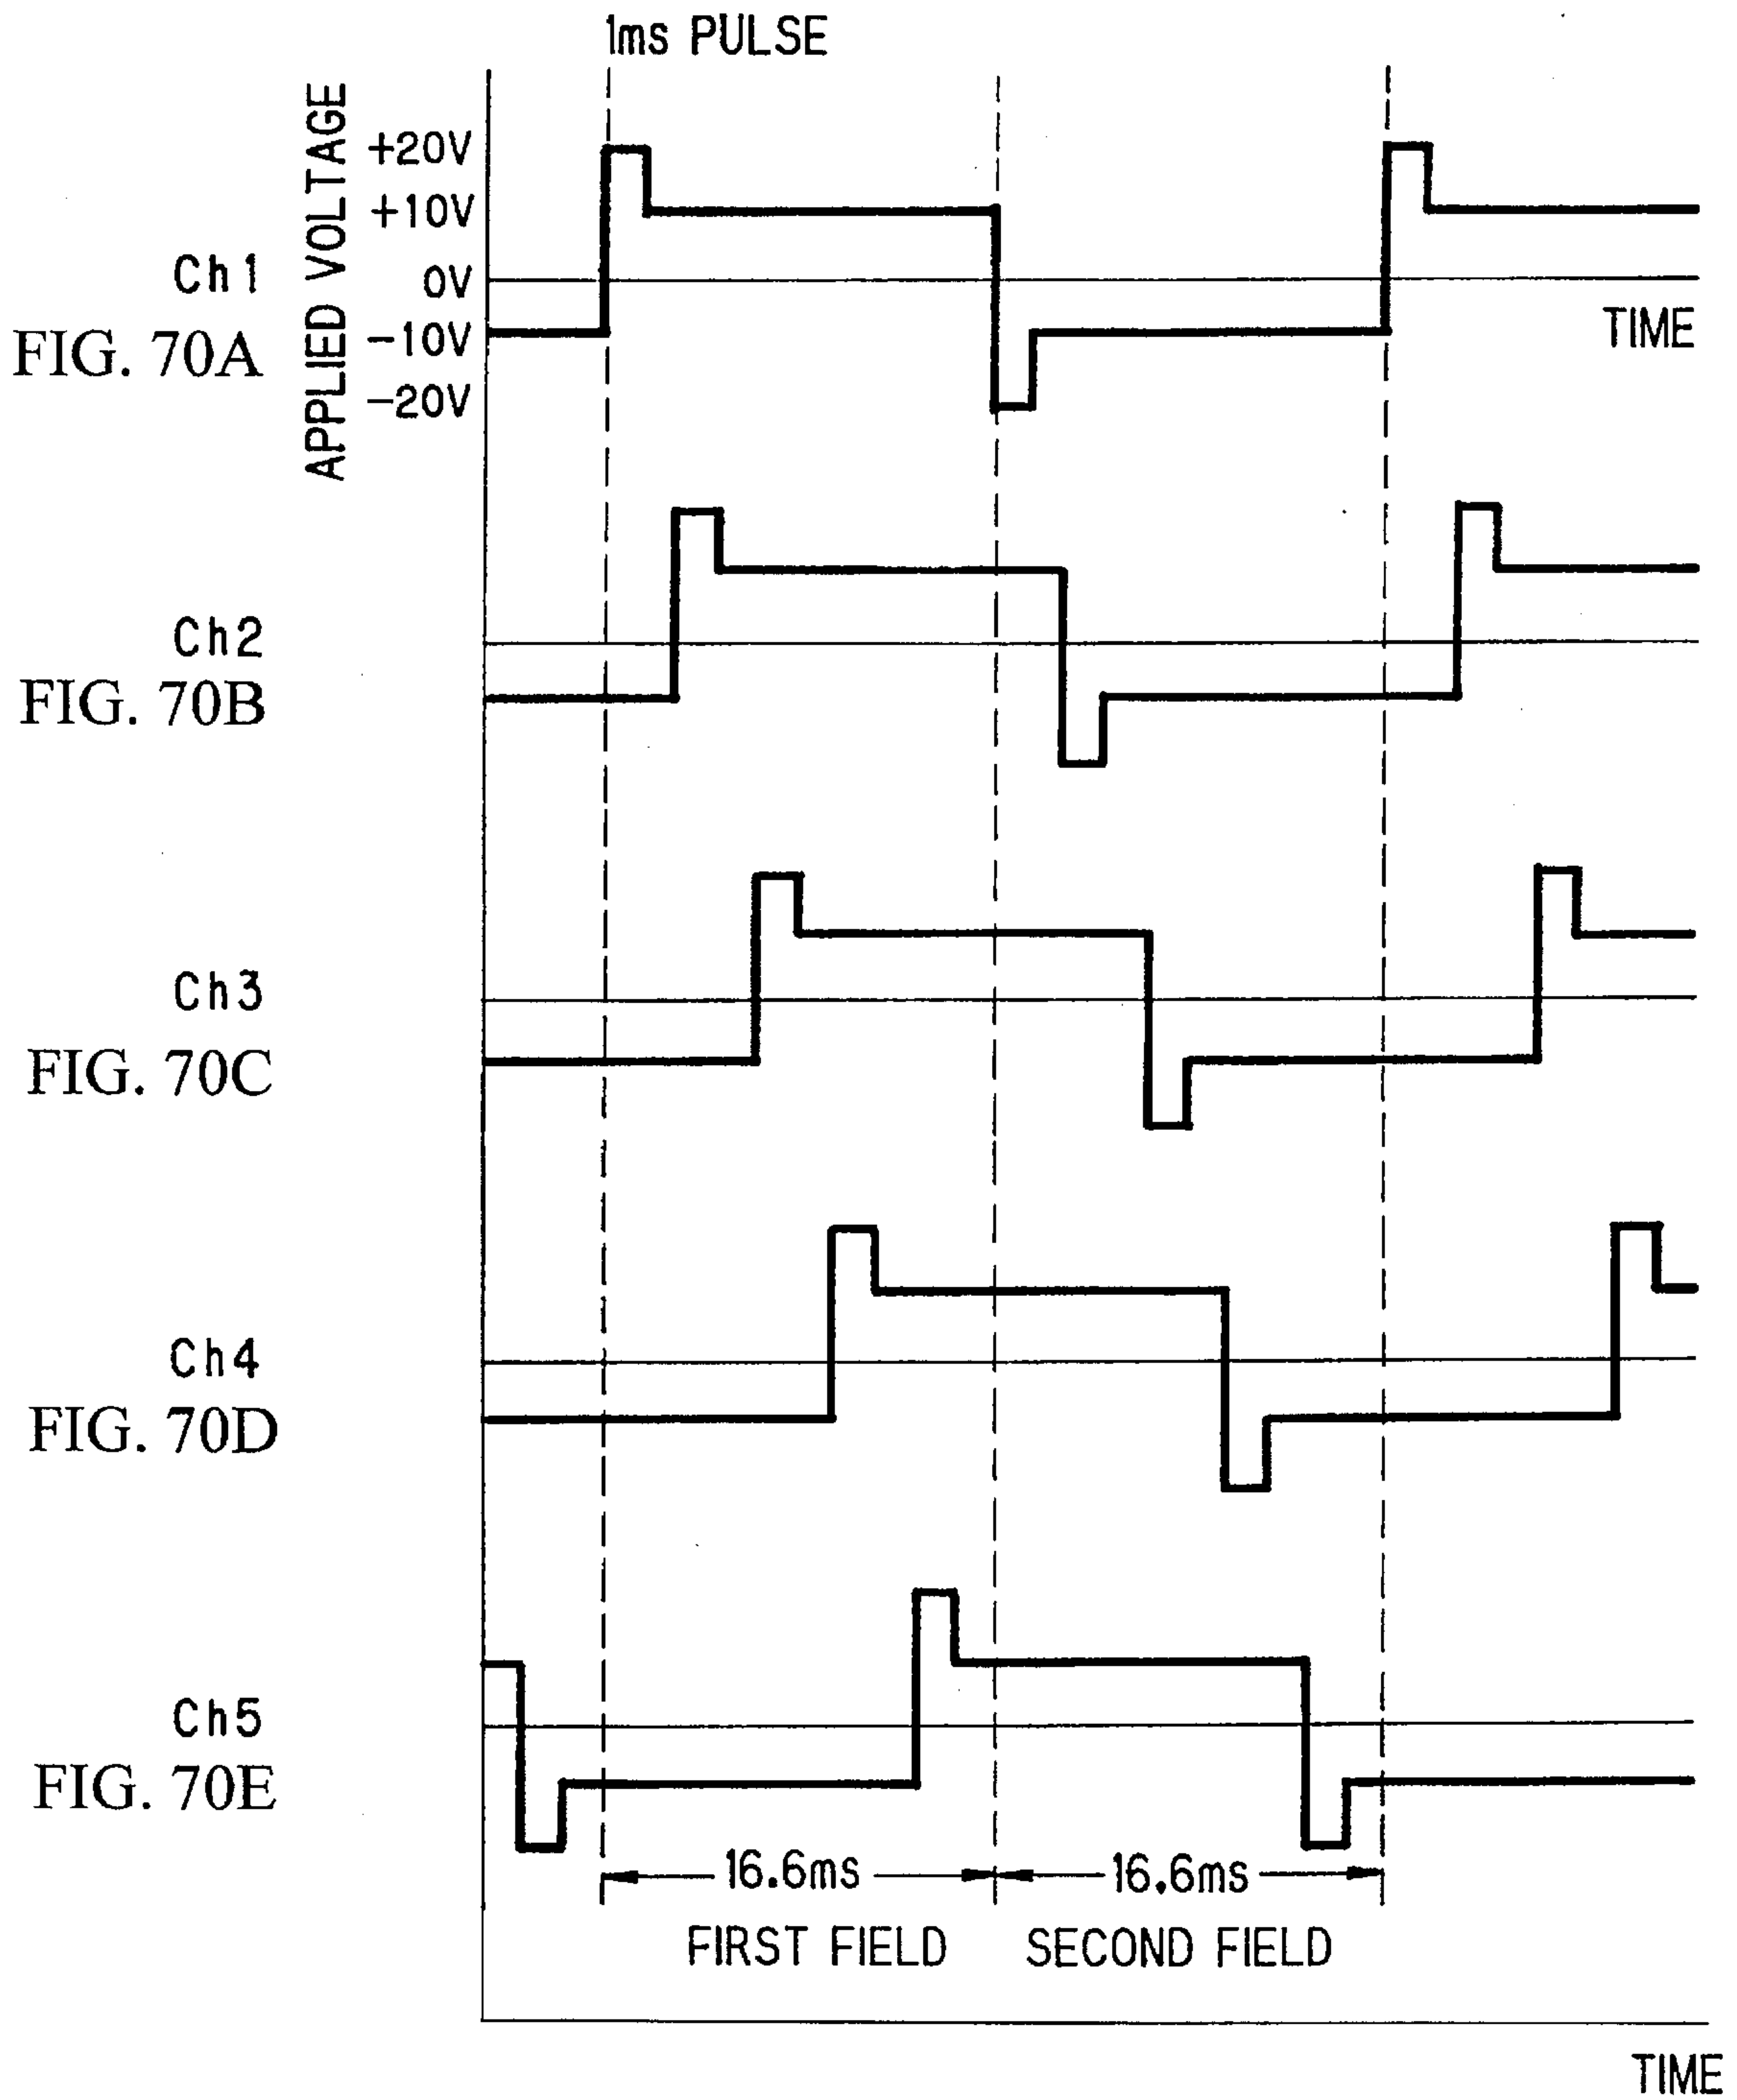 1ms PULSE
APPLIED VOLTAGE
+20V
+10V
0V
-10V
-20V
Ch1
FIG. 70A
TIME
Ch2
FIG. 70B
Ch3
FIG. 70C
Ch4
FIG. 70D
Ch5
FIG. 70E
16.6ms
16.6ms
FIRST FIELD
SECOND FIELD
TIME